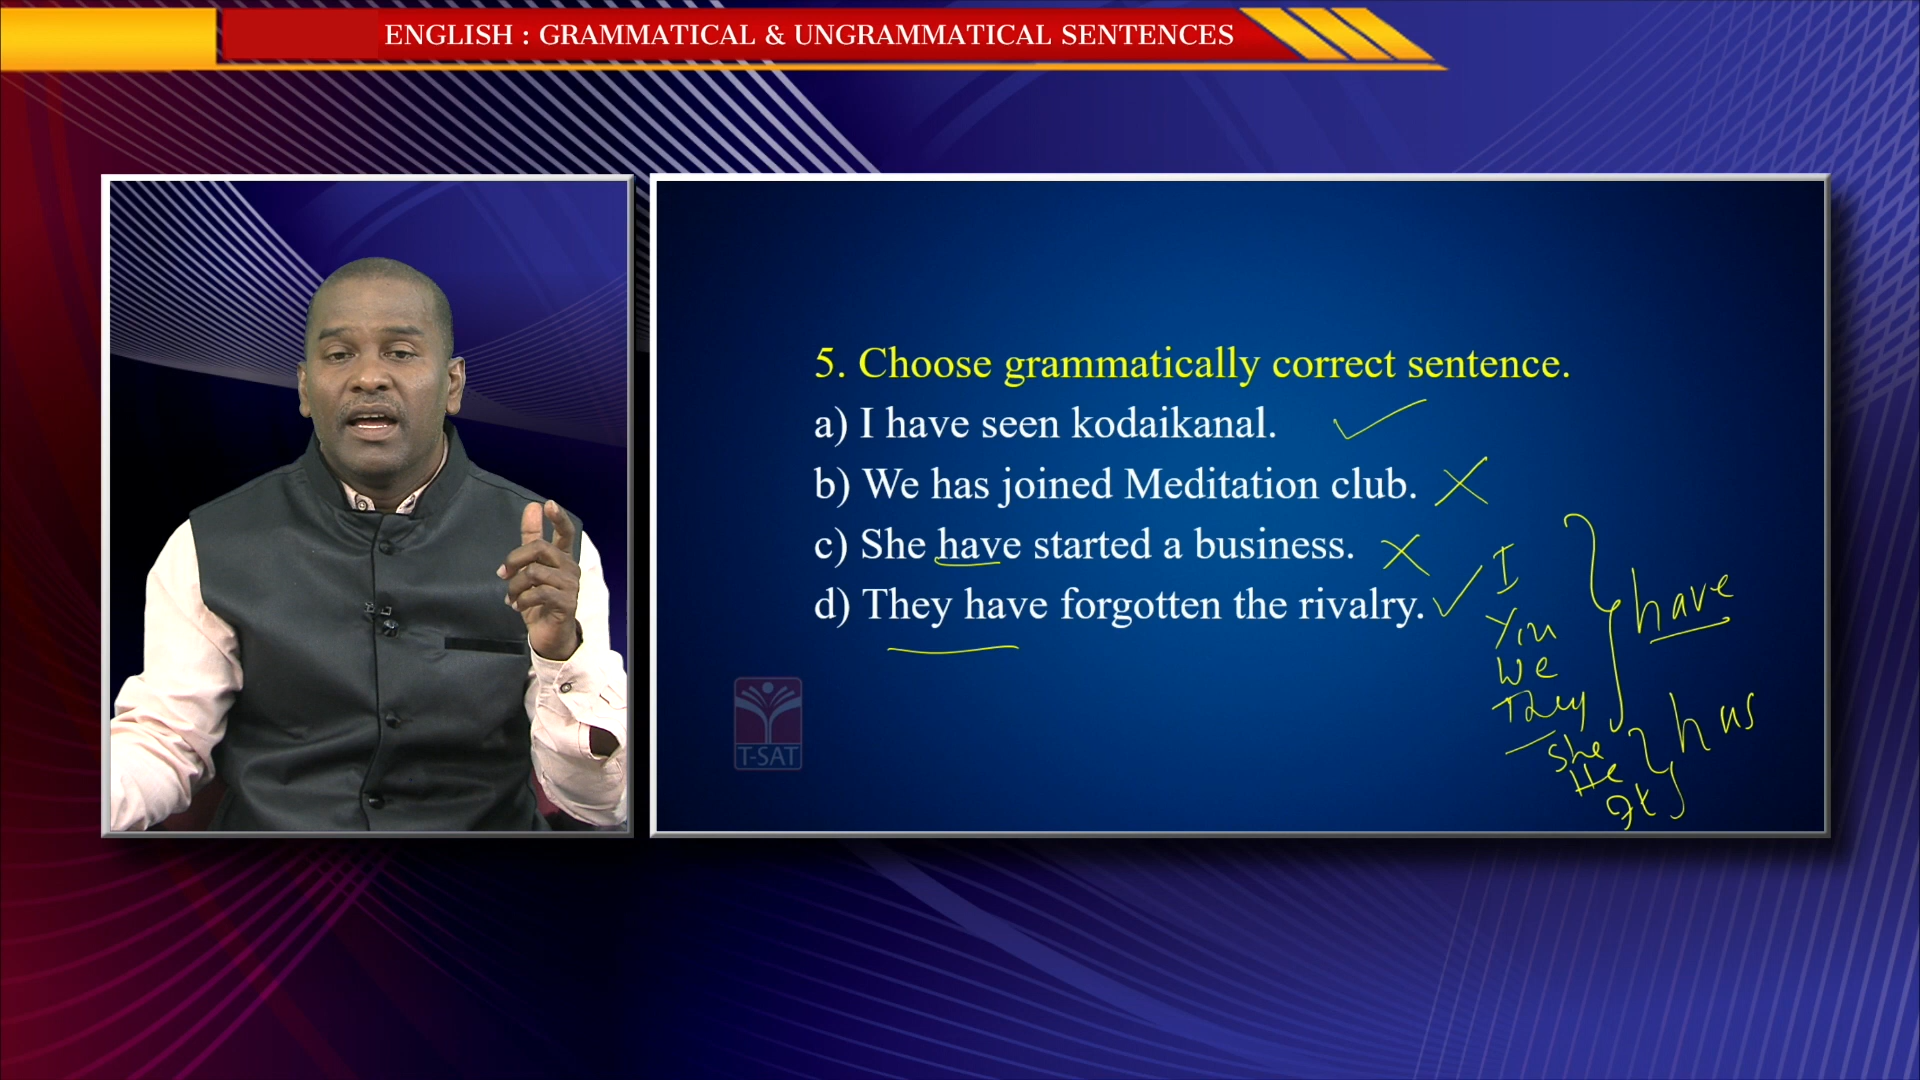 ENGLISH : GRAMMATICAL & UNGRAMMATICAL SENTENCES
5. Choose grammatically correct sentence.
a) I have seen kodaikanal.
b) We has joined Meditation club.
c) She have started a business.
d) They have forgotten the rivalry.
I
You
We
They
have
She
He
It
has
T-SAT